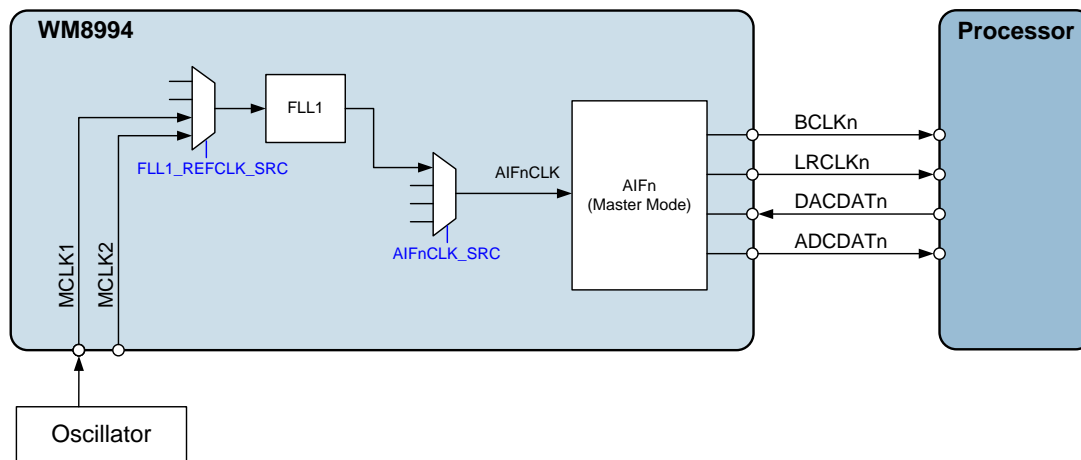 WM8994
Processor
FLL1
FLL1_REFCLK_SRC
AIFnCLK
AIFnCLK_SRC
AIFn
(Master Mode)
BCLKn
LRCLKn
DACDATn
ADCDATn
MCLK1
MCLK2
Oscillator